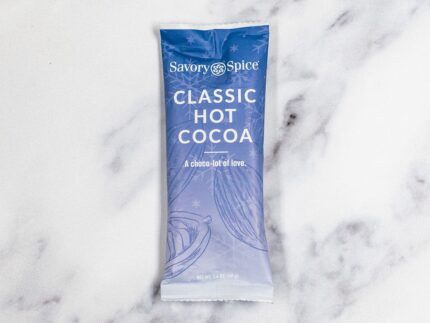 Savory Spice
CLASSIC
HOT
COCOA
A choco-lot of love.